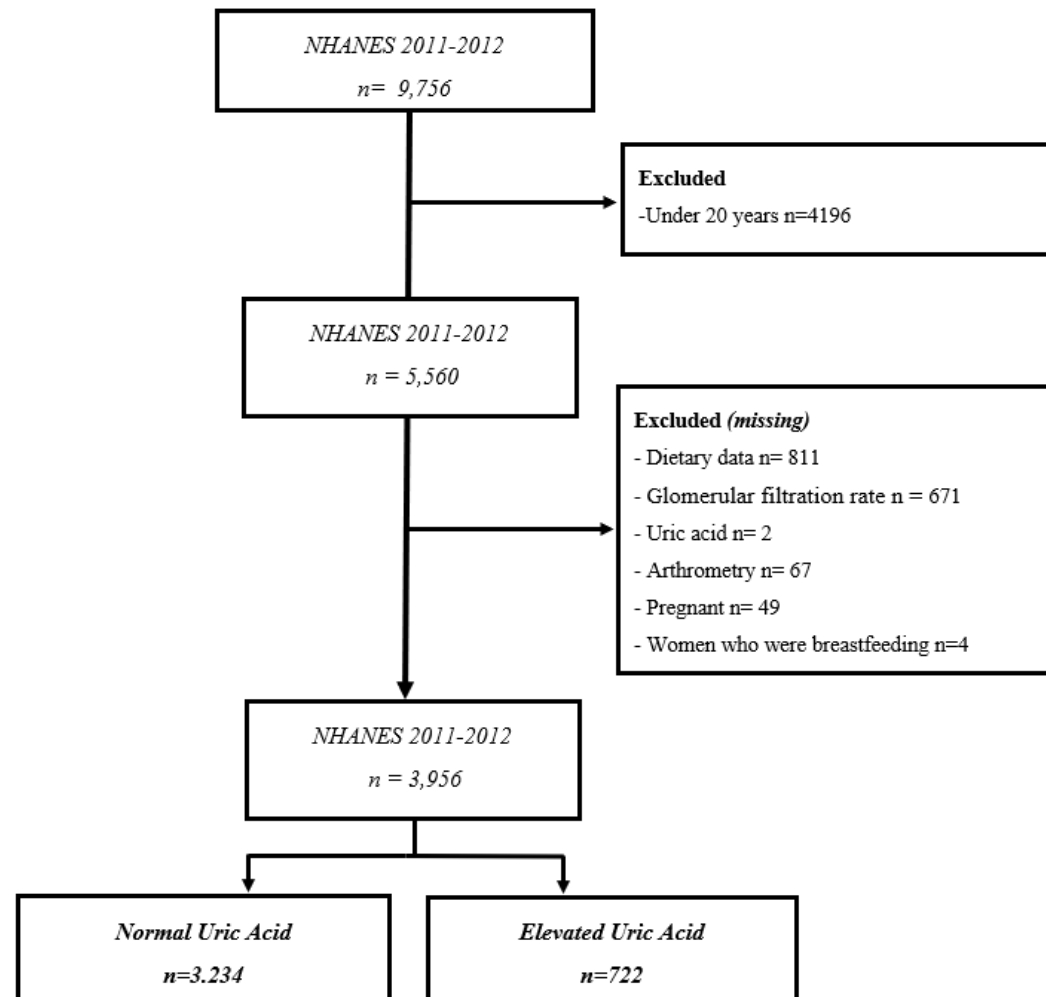 NHANES 2011-2012
n= 9,756
Excluded
-Under 20 years n=4196
NHANES 2011-2012
n = 5,560
Excluded (missing)
- Dietary data n= 811
- Glomerular filtration rate n = 671
- Uric acid n= 2
- Arthrometry n= 67
- Pregnant n= 49
- Women who were breastfeeding n=4
NHANES 2011-2012
n = 3,956
Normal Uric Acid
n=3.234
Elevated Uric Acid
n=722